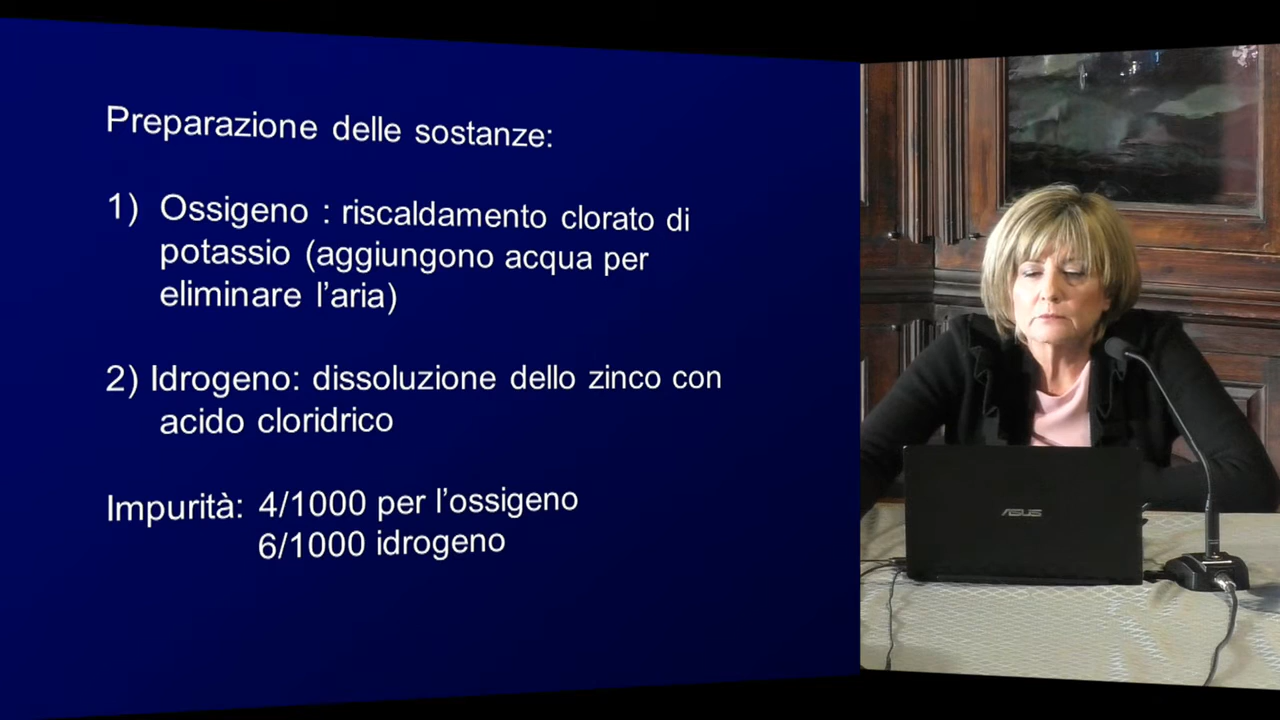 Preparazione delle sostanze:
1) Ossigeno : riscaldamento clorato di
potassio (aggiungono acqua per
eliminare l'aria)
2) Idrogeno: dissoluzione dello zinco con
acido cloridrico
Impurità: 4/1000 per l'ossigeno
6/1000 idrogeno
ASUS